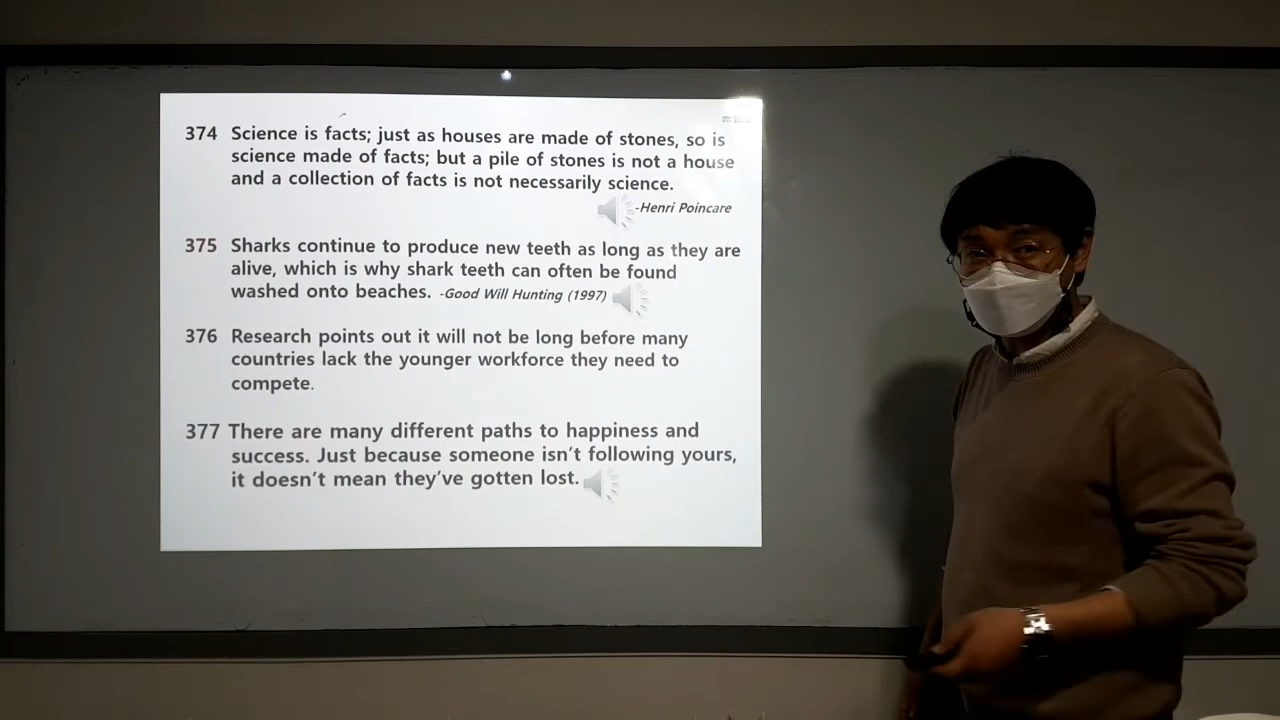 374 Science is facts; just as houses are made of stones, so is
science made of facts; but a pile of stones is not a house
and a collection of facts is not necessarily science.
-Henri Poincare
375 Sharks continue to produce new teeth as long as they are
alive, which is why shark teeth can often be found
washed onto beaches. -Good Will Hunting (1997)
376 Research points out it will not be long before many
countries lack the younger workforce they need to
compete.
377 There are many different paths to happiness and
success. Just because someone isn't following yours,
it doesn't mean they've gotten lost.